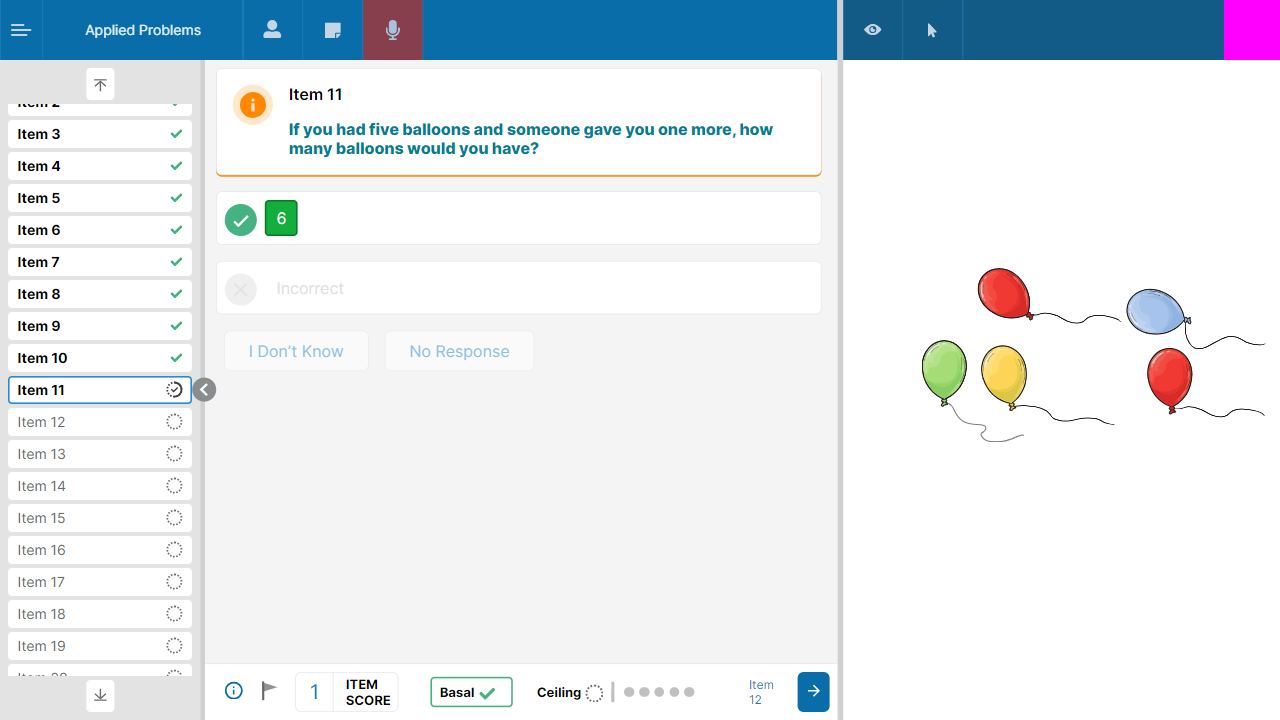 Applied Problems
Item 2
Item 3
Item 4
Item 5
Item 6
Item 7
Item 8
Item 9
Item 10
Item 11
Item 12
Item 13
Item 14
Item 15
Item 16
Item 17
Item 18
Item 19
Item 11
If you had five balloons and someone gave you one more, how
many balloons would you have?
6
Incorrect
I Don't Know
No Response
1
ITEM
SCORE
Basal
Ceiling
Item
12